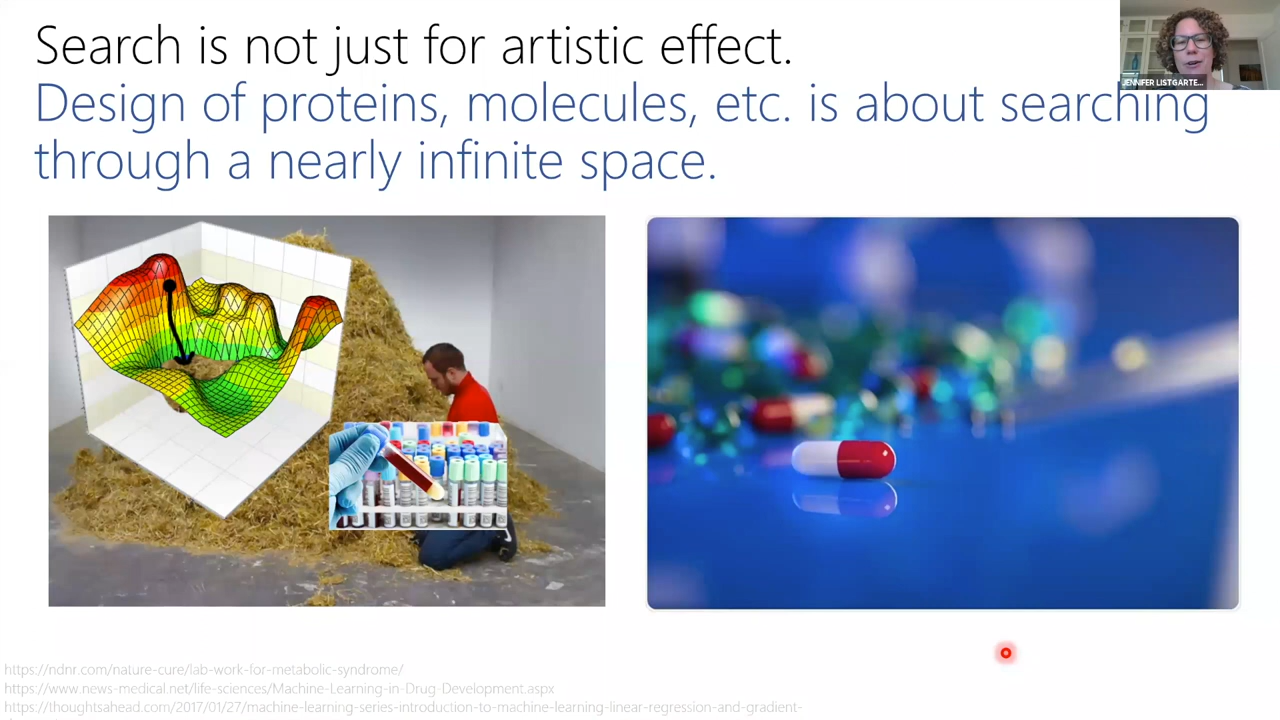 Search is not just for artistic effect.
Design of proteins, molecules, etc. is about searching
through a nearly infinite space.
JENNIFER LISTGARTE...
https://ndnr.com/nature-cure/lab-work-for-metabolic-syndrome/
https://www.news-medical.net/life-sciences/Machine-Learning-in-Drug-Development.aspx
https://thoughtsahead.com/2017/01/27/machine-learning-series-introduction-to-machine-learning-linear-regression-and-gradient-